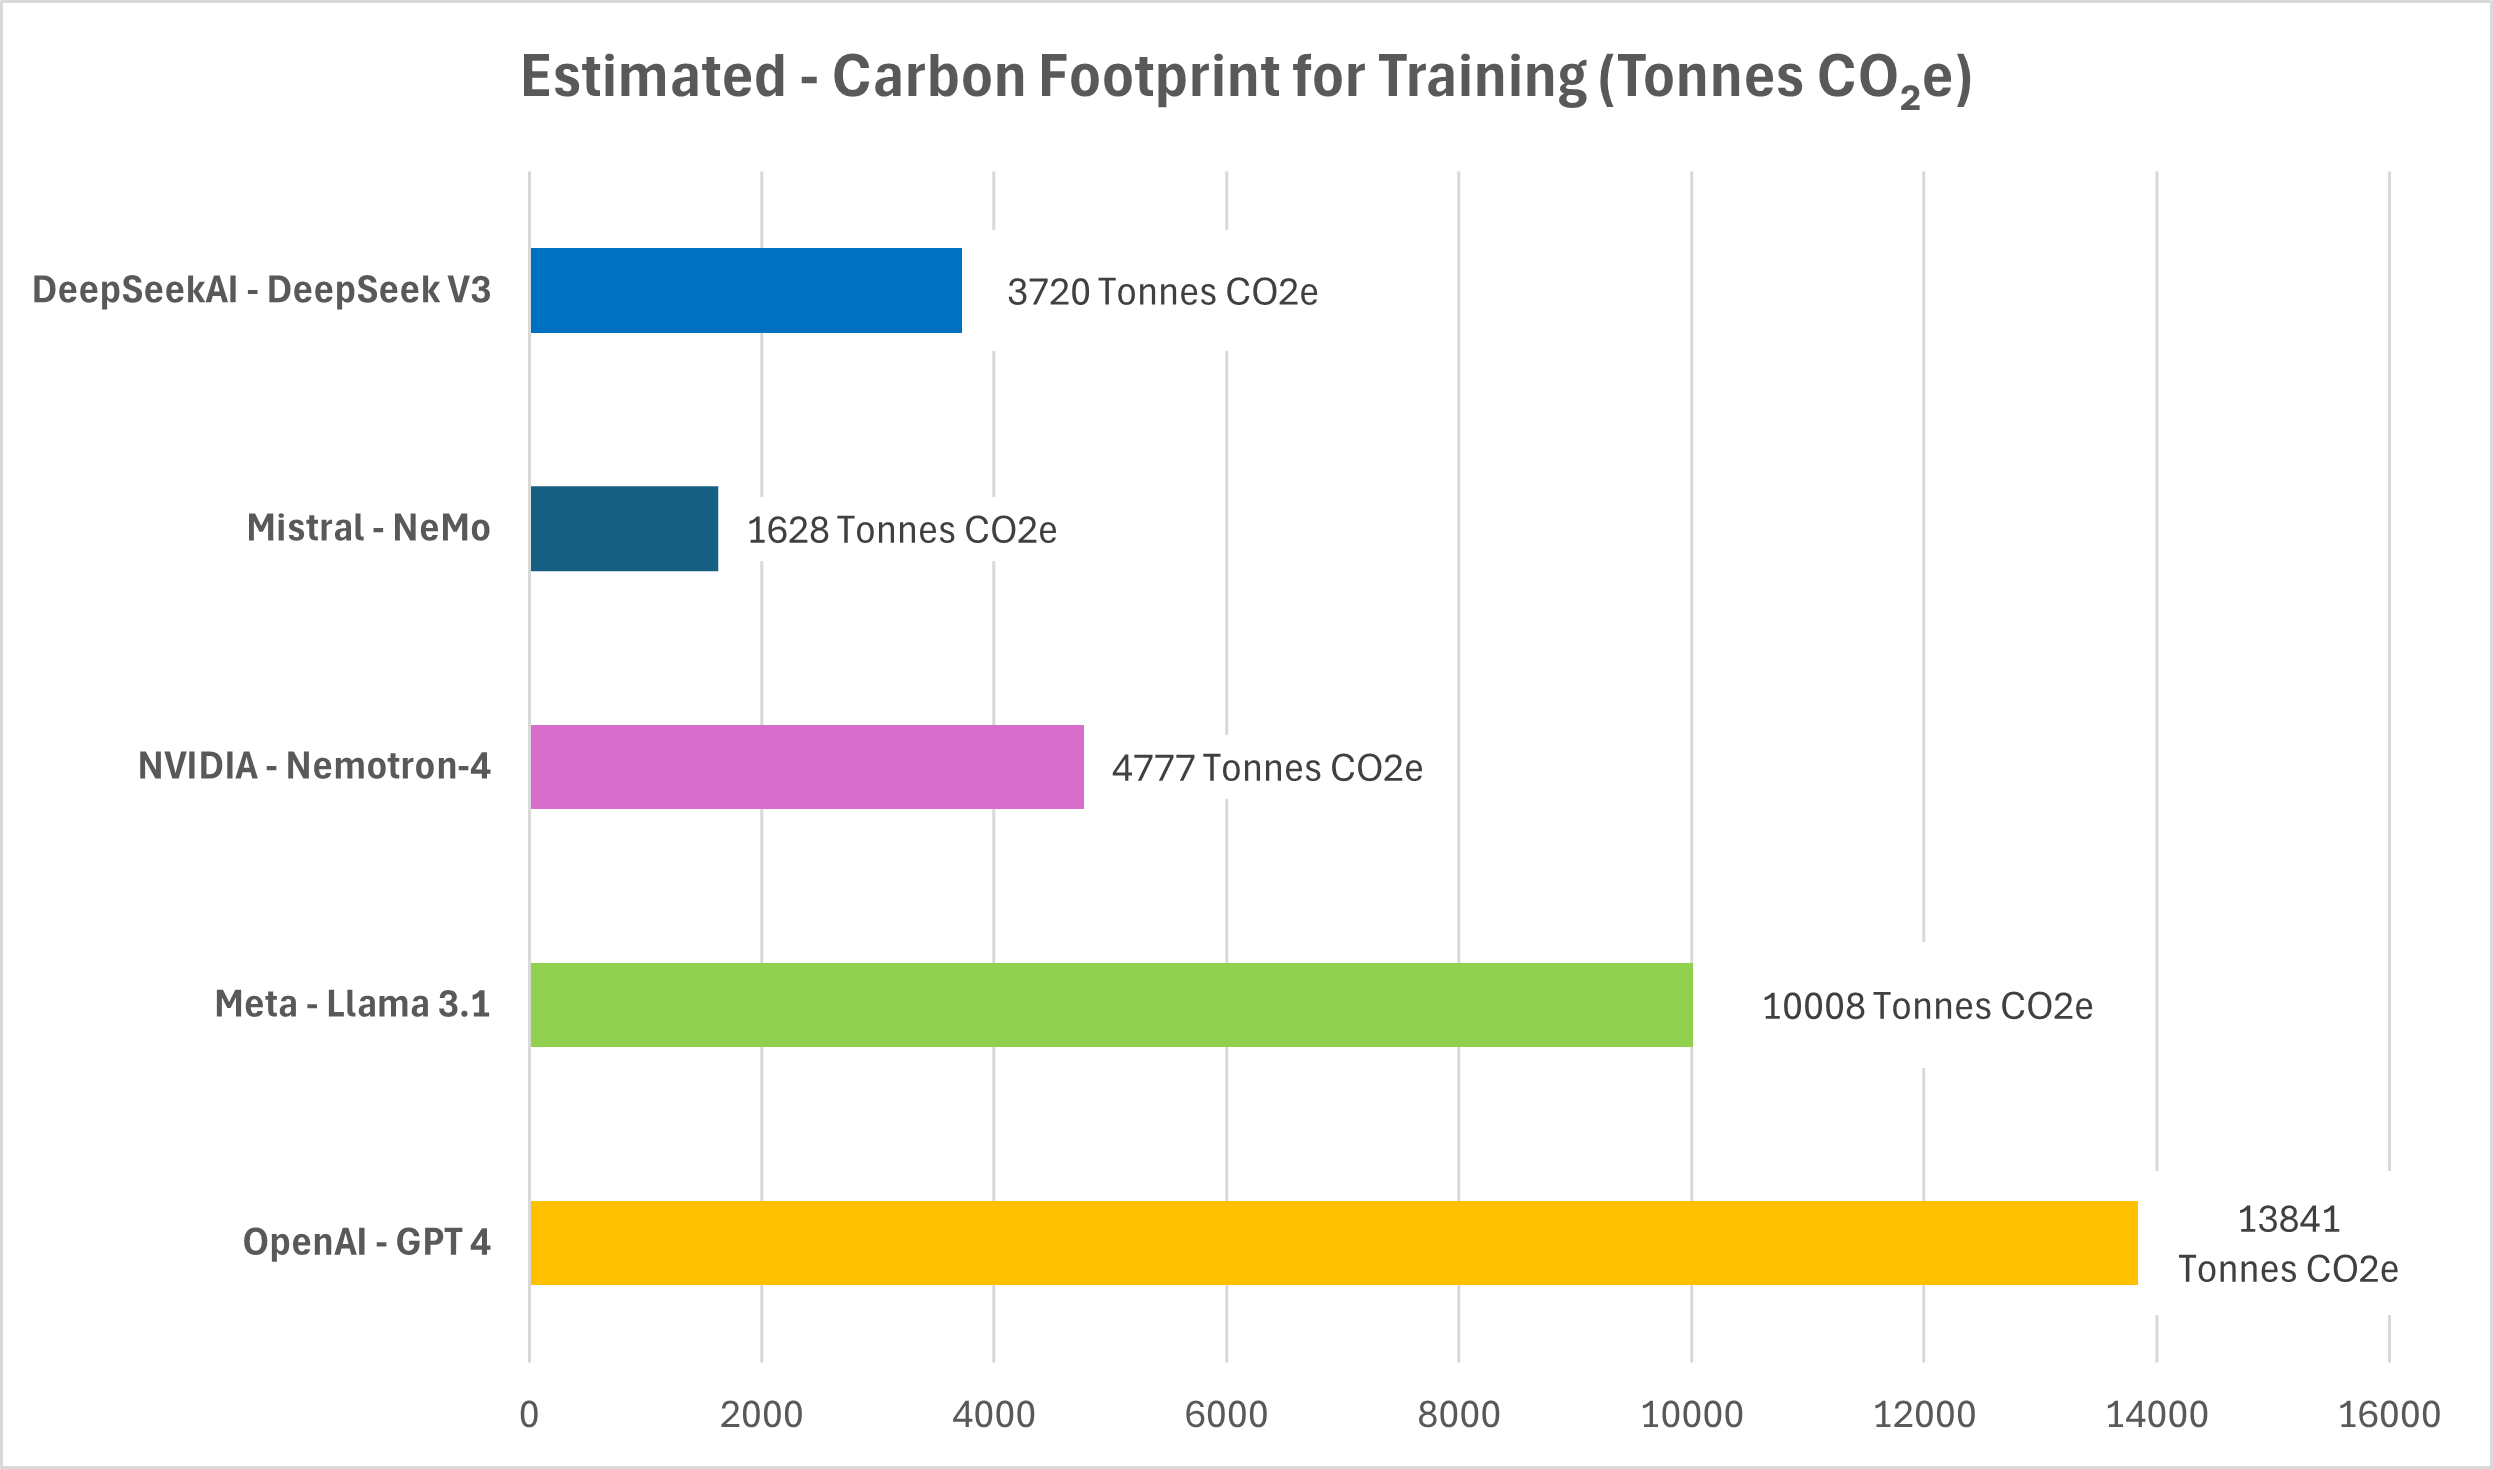 Estimated - Carbon Footprint for Training (Tonnes CO₂e)
DeepSeekAI - DeepSeek V3
3720 Tonnes CO2e
Mistral - NeMo
1628 Tonnes CO2e
NVIDIA - Nemotron-4
4777 Tonnes CO2e
Meta - Llama 3.1
10008 Tonnes CO2e
OpenAI - GPT 4
13841
Tonnes CO2e
0 2000 4000 6000 8000 10000 12000 14000 16000